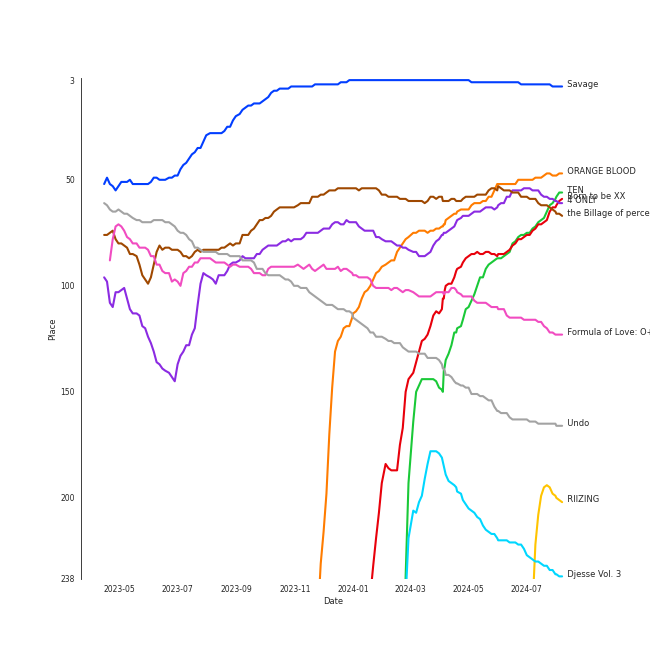 3
50
100
150
200
238
Place
2023-05
2023-07
2023-09
2023-11
2024-01
2024-03
2024-05
2024-07
Date
Savage
ORANGE BLOOD
TEN
Born to be XX
4 ONLY
the Billage of perce
Formula of Love: O+
Undo
RIIZING
Djesse Vol. 3